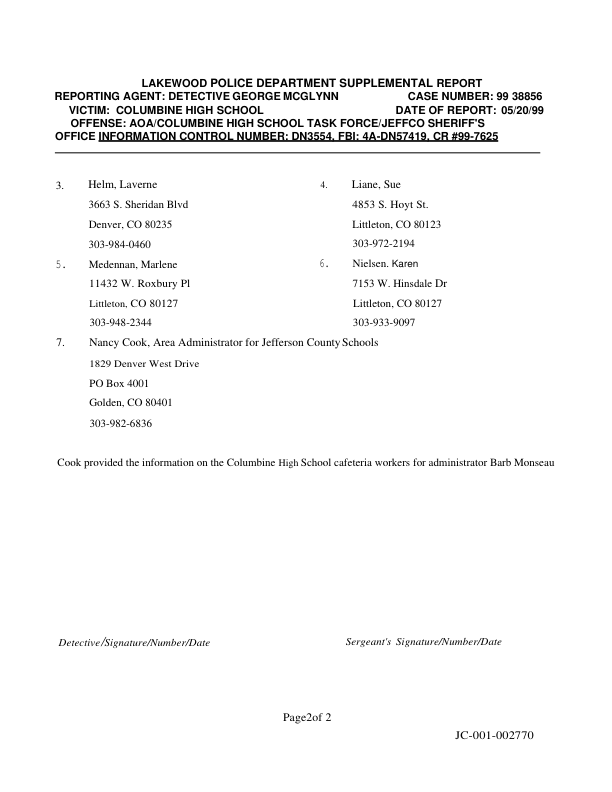 LAKEWOOD POLICE DEPARTMENT SUPPLEMENTAL REPORT
REPORTING AGENT: DETECTIVE GEORGE MCGLYNN CASE NUMBER: 99 38856
VICTIM: COLUMBINE HIGH SCHOOL DATE OF REPORT: 05/20/99
OFFENSE: AOA/COLUMBINE HIGH SCHOOL TASK FORCE/JEFFCO SHERIFF'S
OFFICE INFORMATION CONTROL NUMBER: DN3554, FBI: 4A-DN57419, CR #99-7625
3. Helm, Laverne 4. Liane, Sue
3663 S. Sheridan Blvd 4853 S. Hoyt St.
Denver, CO 80235 Littleton, CO 80123
303-984-0460 303-972-2194
5. Medennan, Marlene 6. Nielsen. Karen
11432 W. Roxbury Pl 7153 W. Hinsdale Dr
Littleton, CO 80127 Littleton, CO 80127
303-948-2344 303-933-9097
7. Nancy Cook, Area Administrator for Jefferson County Schools
1829 Denver West Drive
PO Box 4001
Golden, CO 80401
303-982-6836
Cook provided the information on the Columbine High School cafeteria workers for administrator Barb Monseau
Detective/Signature/Number/Date Sergeant's Signature/Number/Date
Page2of 2
JC-001-002770